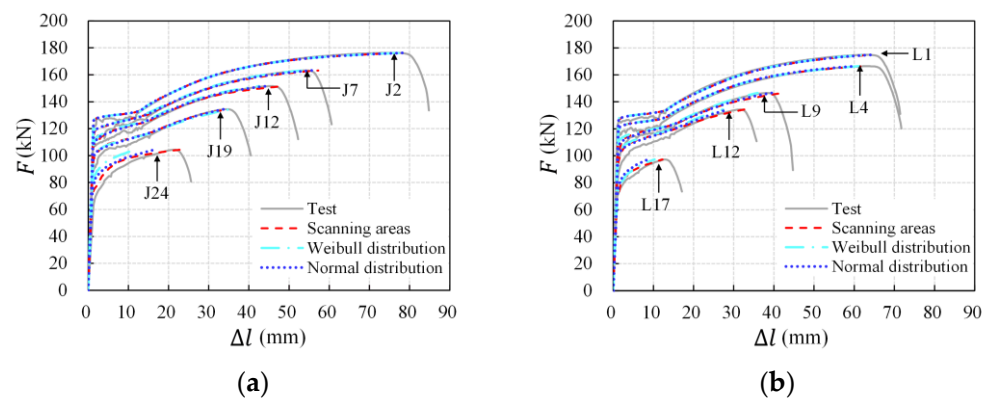 200
180
160
140
120
100
80
60
40
20
0
F (kN)
J2
J7
J12
J19
J24
Test
Scanning areas
Weibull distribution
Normal distribution
0 10 20 30 40 50 60 70 80 90
Δl (mm)
(a)
200
180
160
140
120
100
80
60
40
20
0
F (kN)
L1
L4
L9
L12
L17
Test
Scanning areas
Weibull distribution
Normal distribution
0 10 20 30 40 50 60 70 80 90
Δl (mm)
(b)